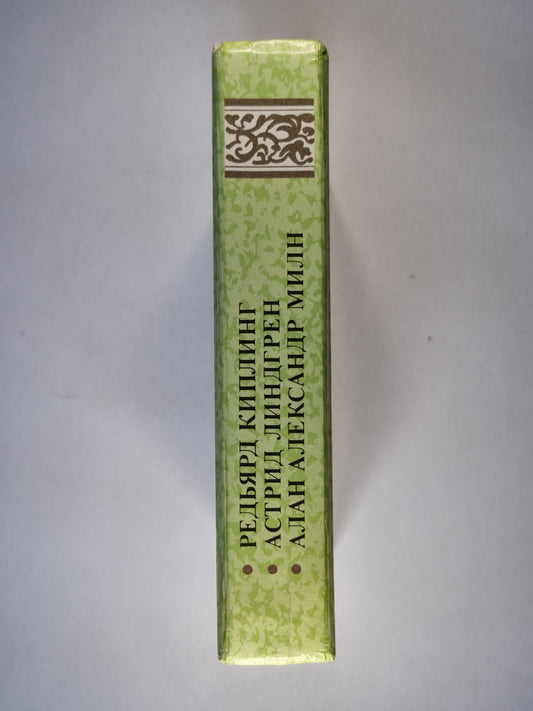 • РЕДЬЯРД КИПЛИНГ
• АСТРИД ЛИНДГРЕН
• АЛАН АЛЕКСАНДР МИЛН